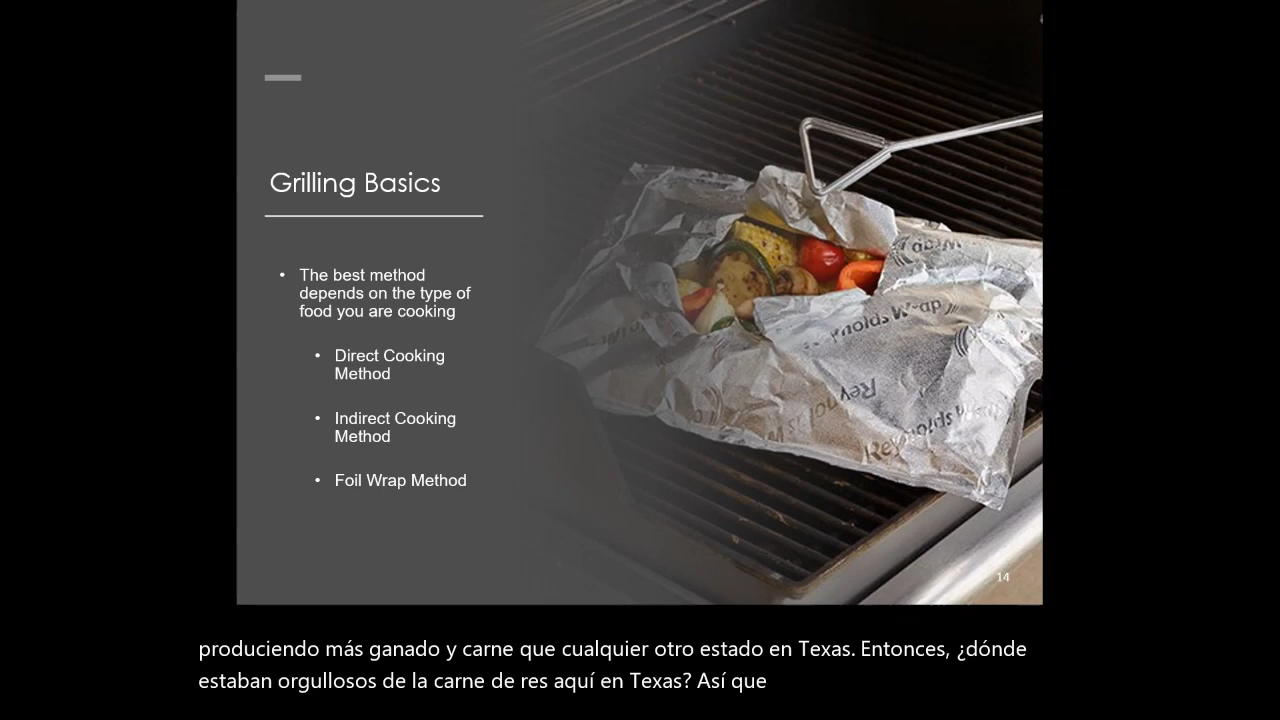 Grilling Basics
• The best method
depends on the type of
food you are cooking
• Direct Cooking
Method
• Indirect Cooking
Method
• Foil Wrap Method
Reynolds Wrap
14
produciendo más ganado y carne que cualquier otro estado en Texas. Entonces, ¿dónde
estaban orgullosos de la carne de res aquí en Texas? Así que